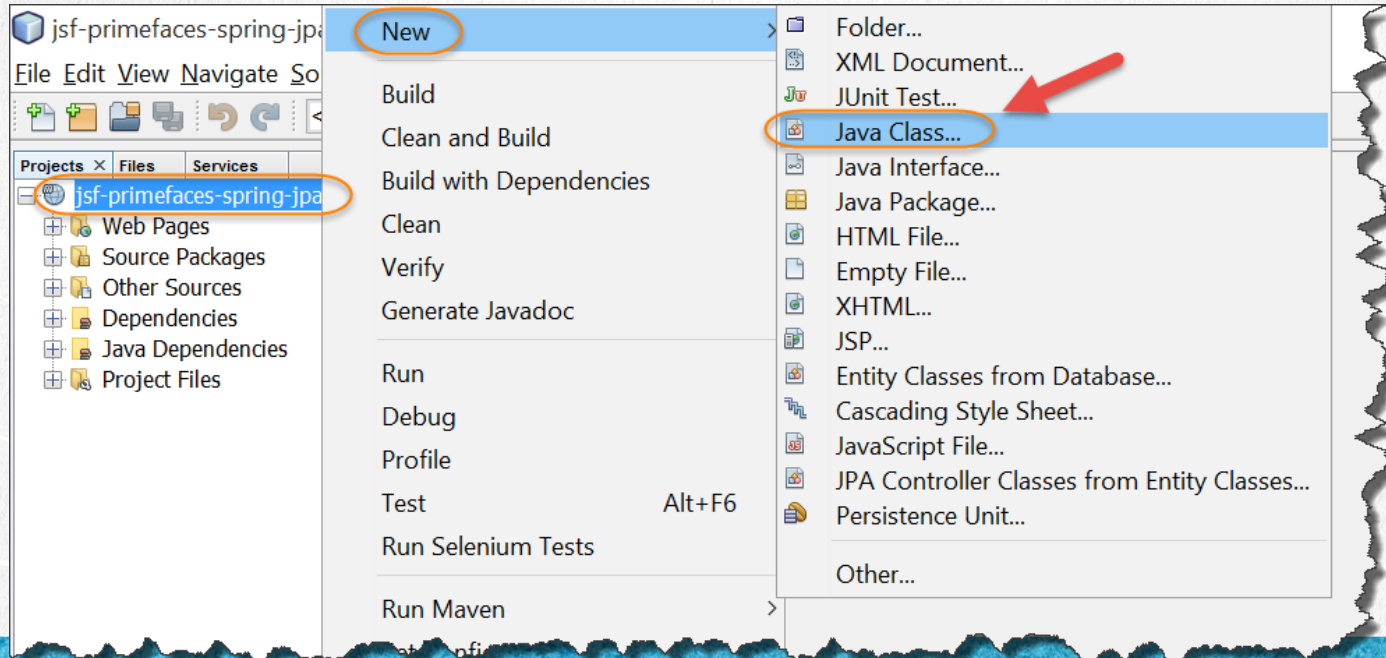 jsf-primefaces-spring-jpa
File Edit View Navigate So
<
Projects × Files Services
jsf-primefaces-spring-jpa
Web Pages
Source Packages
Other Sources
Dependencies
Java Dependencies
Project Files
New
Build
Clean and Build
Build with Dependencies
Clean
Verify
Generate Javadoc
Run
Debug
Profile
Test Alt+F6
Run Selenium Tests
Run Maven
Folder...
XML Document...
JUnit Test...
Java Class...
Java Interface...
Java Package...
HTML File...
Empty File...
XHTML...
JSP...
Entity Classes from Database...
Cascading Style Sheet...
JavaScript File...
JPA Controller Classes from Entity Classes...
Persistence Unit...
Other...